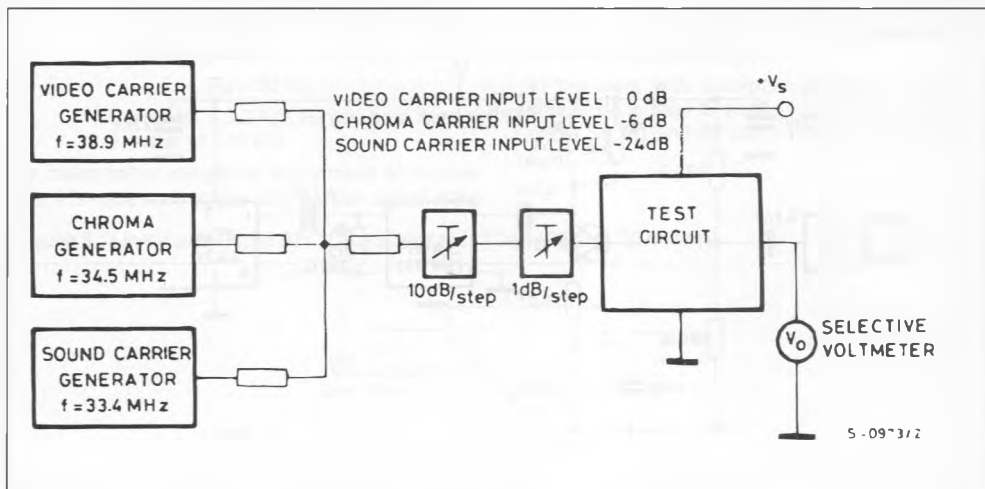 VIDEO CARRIER
GENERATOR
f = 38.9 MHz
VIDEO CARRIER INPUT LEVEL : 0 dB
CHROMA CARRIER INPUT LEVEL -6 dB
SOUND CARRIER INPUT LEVEL -24dB
+Vs
CHROMA
GENERATOR
f = 34.5 MHz
10dB/step
1dB/step
TEST
CIRCUIT
SOUND CARRIER
GENERATOR
f = 33.4 MHz
Vo
SELECTIVE
VOLTMETER